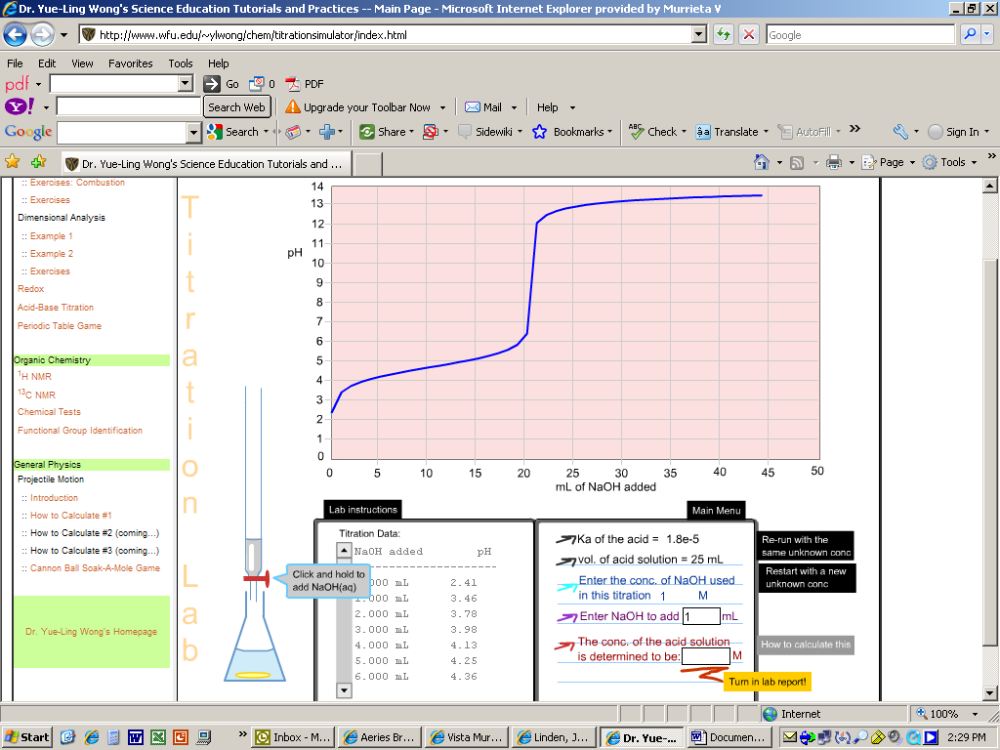 Dr. Yue-Ling Wong's Science Education Tutorials and Practices -- Main Page - Microsoft Internet Explorer provided by Murrieta V
http://www.wfu.edu/~ylwong/chem/titrationsimulator/index.html
Google
File Edit View Favorites Tools Help
pdf Go 0 PDF
Y! Search Web Upgrade your Toolbar Now Mail Help
Google Search Share Sidewiki Bookmarks Check Translate AutoFill Sign In
Dr. Yue-Ling Wong's Science Education Tutorials and ... Page Tools
:: Exercises: Combustion
:: Exercises
Dimensional Analysis
:: Example 1
:: Example 2
:: Exercises
Redox
Acid-Base Titration
Periodic Table Game
Organic Chemistry
1H NMR
13C NMR
Chemical Tests
Functional Group Identification
General Physics
Projectile Motion
:: Introduction
:: How to Calculate #1
:: How to Calculate #2 (coming...)
:: How to Calculate #3 (coming...)
:: Cannon Ball Soak-A-Mole Game
Dr. Yue-Ling Wong's Homepage
Titration Lab
14
13
12
11
pH
10
9
8
7
6
5
4
3
2
1
0
0 5 10 15 20 25 30 35 40 45 50
mL of NaOH added
Lab instructions
Main Menu
Titration Data:
NaOH added pH
.000 mL 2.41
1.000 mL 3.46
2.000 mL 3.78
3.000 mL 3.98
4.000 mL 4.13
5.000 mL 4.25
6.000 mL 4.36
Click and hold to
add NaOH(aq)
Ka of the acid = 1.8e-5
vol. of acid solution = 25 mL
Enter the conc. of NaOH used
in this titration 1 M
Enter NaOH to add 1 mL
The conc. of the acid solution
is determined to be: M
Turn in lab report!
Re-run with the
same unknown conc
Restart with a new
unknown conc
How to calculate this
Internet 100%
Start Inbox - M... Aeries Br... Vista Mur... Linden, J... Dr. Yue-... Documen... 2:29 PM